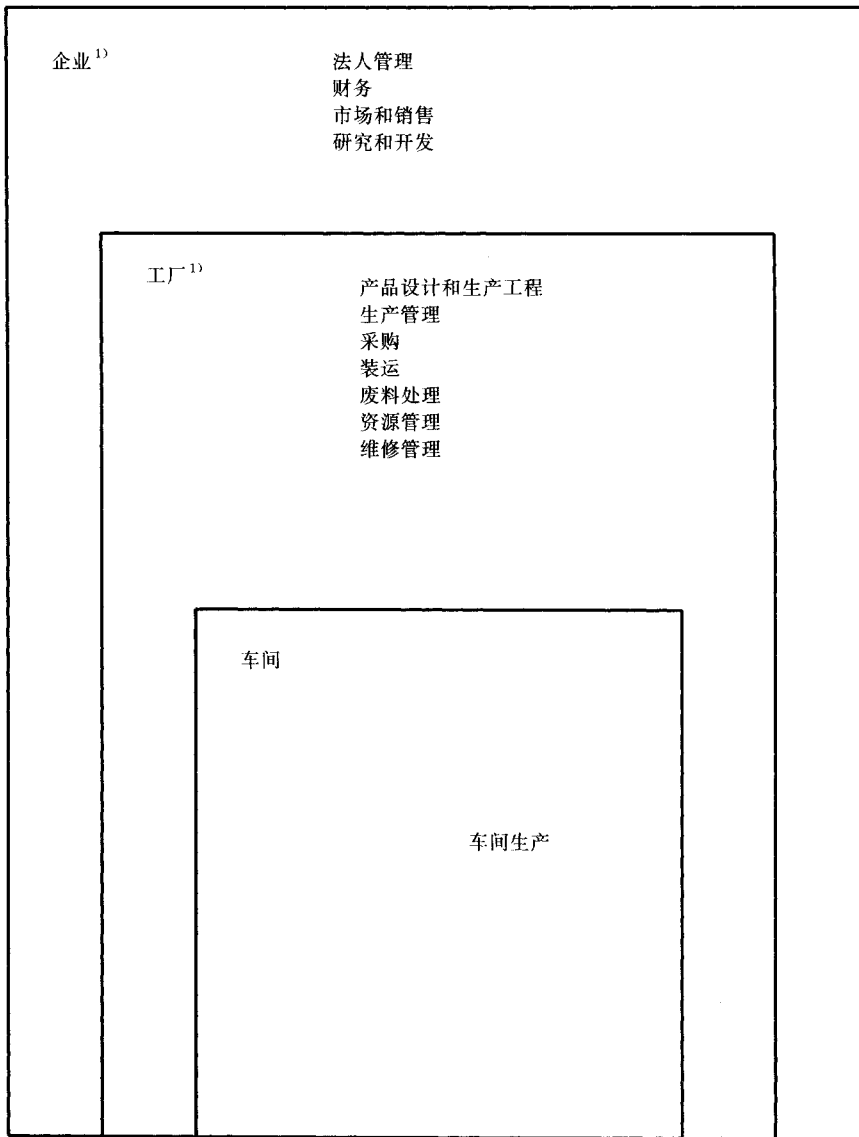 企业1)
法人管理
财务
市场和销售
研究和开发
工厂1)
产品设计和生产工程
生产管理
采购
装运
废料处理
资源管理
维修管理
车间
车间生产